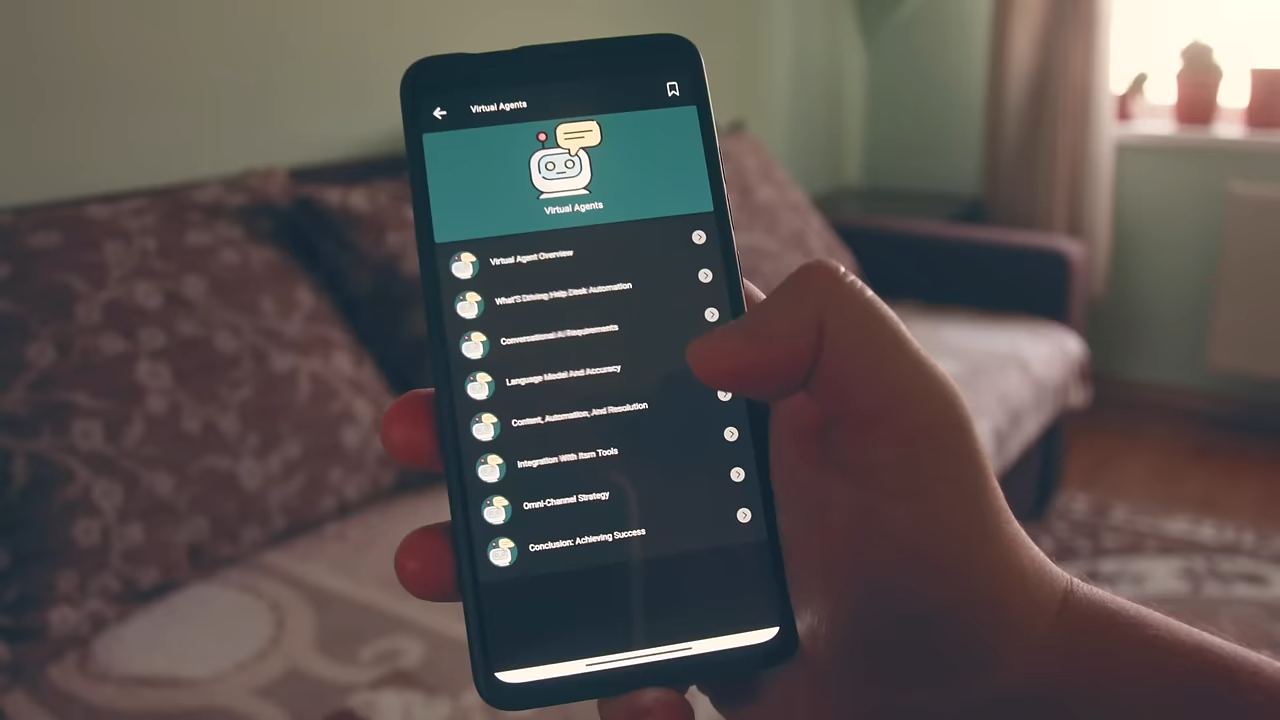 Virtual Agents
Virtual Agents
Virtual Agent Overview
What'S Driving Help Desk Automation
Conversational Ai Requirements
Language Model And Accuracy
Content, Automation, And Resolution
Integration With Itsm Tools
Omni-Channel Strategy
Conclusion: Achieving Success